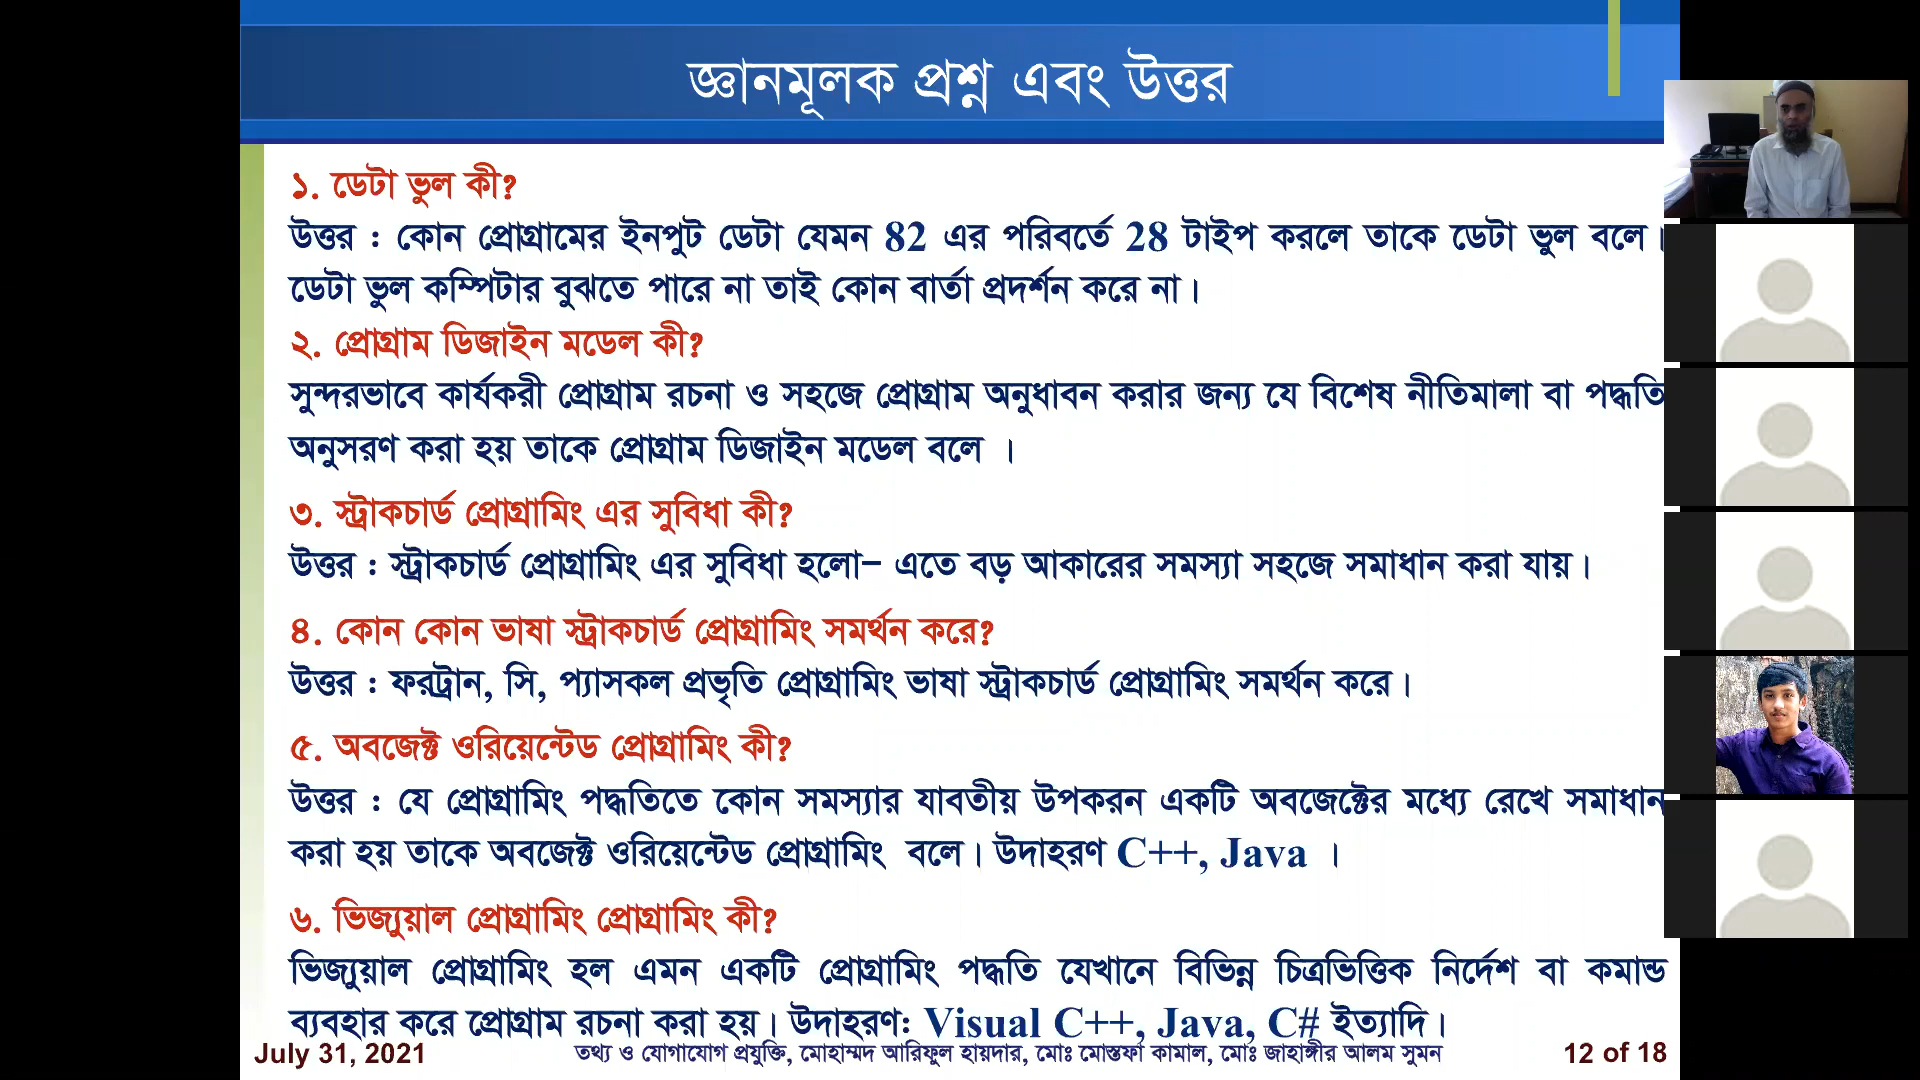 জ্ঞানমূলক প্রশ্ন এবং উত্তর
১. ডেটা ভুল কী?
উত্তর : কোন প্রোগ্রামের ইনপুট ডেটা যেমন 82 এর পরিবর্তে 28 টাইপ করলে তাকে ডেটা ভুল বলে।
ডেটা ভুল কম্পিটার বুঝতে পারে না তাই কোন বার্তা প্রদর্শন করে না।
২. প্রোগ্রাম ডিজাইন মডেল কী?
সুন্দরভাবে কার্যকরী প্রোগ্রাম রচনা ও সহজে প্রোগ্রাম অনুধাবন করার জন্য যে বিশেষ নীতিমালা বা পদ্ধতি
অনুসরণ করা হয় তাকে প্রোগ্রাম ডিজাইন মডেল বলে ।
৩. স্ট্রাকচার্ড প্রোগ্রামিং এর সুবিধা কী?
উত্তর : স্ট্রাকচার্ড প্রোগ্রামিং এর সুবিধা হলো– এতে বড় আকারের সমস্যা সহজে সমাধান করা যায়।
৪. কোন কোন ভাষা স্ট্রাকচার্ড প্রোগ্রামিং সমর্থন করে?
উত্তর : ফরট্রান, সি, প্যাসকল প্রভৃতি প্রোগ্রামিং ভাষা স্ট্রাকচার্ড প্রোগ্রামিং সমর্থন করে।
৫. অবজেক্ট ওরিয়েন্টেড প্রোগ্রামিং কী?
উত্তর : যে প্রোগ্রামিং পদ্ধতিতে কোন সমস্যার যাবতীয় উপকরন একটি অবজেক্টের মধ্যে রেখে সমাধান
করা হয় তাকে অবজেক্ট ওরিয়েন্টেড প্রোগ্রামিং বলে। উদাহরণ C++, Java ।
৬. ভিজ্যুয়াল প্রোগ্রামিং প্রোগ্রামিং কী?
ভিজ্যুয়াল প্রোগ্রামিং হল এমন একটি প্রোগ্রামিং পদ্ধতি যেখানে বিভিন্ন চিত্রভিত্তিক নির্দেশ বা কমান্ড
ব্যবহার করে প্রোগ্রাম রচনা করা হয়। উদাহরণ: Visual C++, Java, C# ইত্যাদি।
July 31, 2021 তথ্য ও যোগাযোগ প্রযুক্তি, মোহাম্মদ আরিফুল হায়দার, মোঃ মোস্তফা কামাল, মোঃ জাহাঙ্গীর আলম সুমন 12 of 18